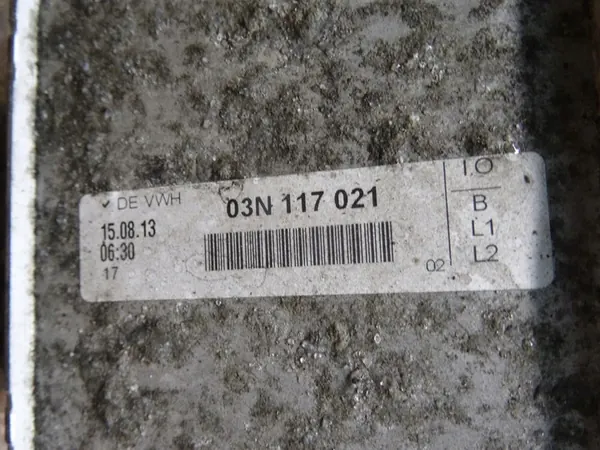 ✓ DE VWH 03N 117 021 I.O
15.08.13 B
06:30 L1
17 02 L2